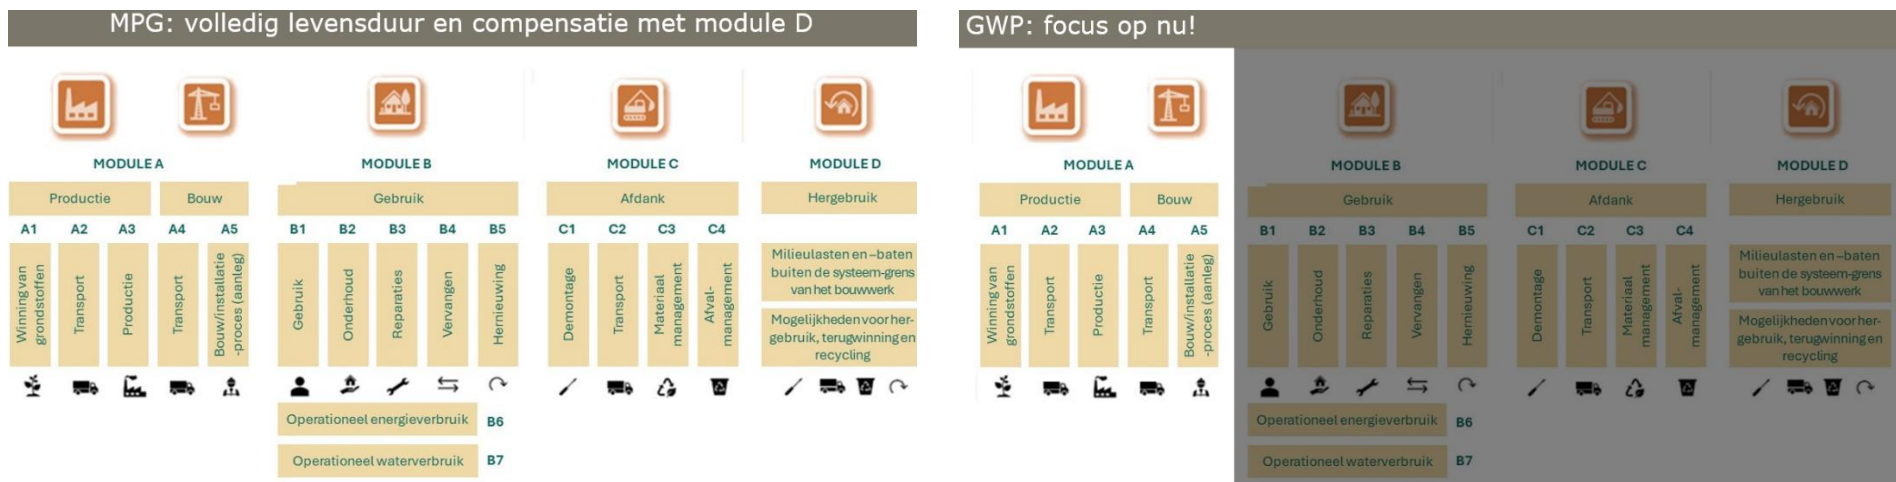 MPG: volledig levensduur en compensatie met module D
MODULE A
MODULE B
MODULE C
MODULE D
Productie
Bouw
Gebruik
Afdank
Hergebruik
A1
A2
A3
A4
A5
B1
B2
B3
B4
B5
C1
C2
C3
C4
Winning van
grondstoffen
Transport
Productie
Transport
Bouw/installatie
-proces (aanleg)
Gebruik
Onderhoud
Reparaties
Vervangen
Hernieuwing
Demontage
Transport
Materiaal
management
Afval-
management
Milieulasten en –baten
buiten de systeem-grens
van het bouwwerk
Mogelijkheden voor her-
gebruik, terugwinning en
recycling
Operationeel energieverbruik B6
Operationeel waterverbruik B7
GWP: focus op nu!
MODULE A
MODULE B
MODULE C
MODULE D
Productie
Bouw
Gebruik
Afdank
Hergebruik
A1
A2
A3
A4
A5
B1
B2
B3
B4
B5
C1
C2
C3
C4
Winning van
grondstoffen
Transport
Productie
Transport
Bouw/installatie
-proces (aanleg)
Gebruik
Onderhoud
Reparaties
Vervangen
Hernieuwing
Demontage
Transport
Materiaal
management
Afval-
management
Milieulasten en –baten
buiten de systeem-grens
van het bouwwerk
Mogelijkheden voor her-
gebruik, terugwinning en
recycling
Operationeel energieverbruik B6
Operationeel waterverbruik B7